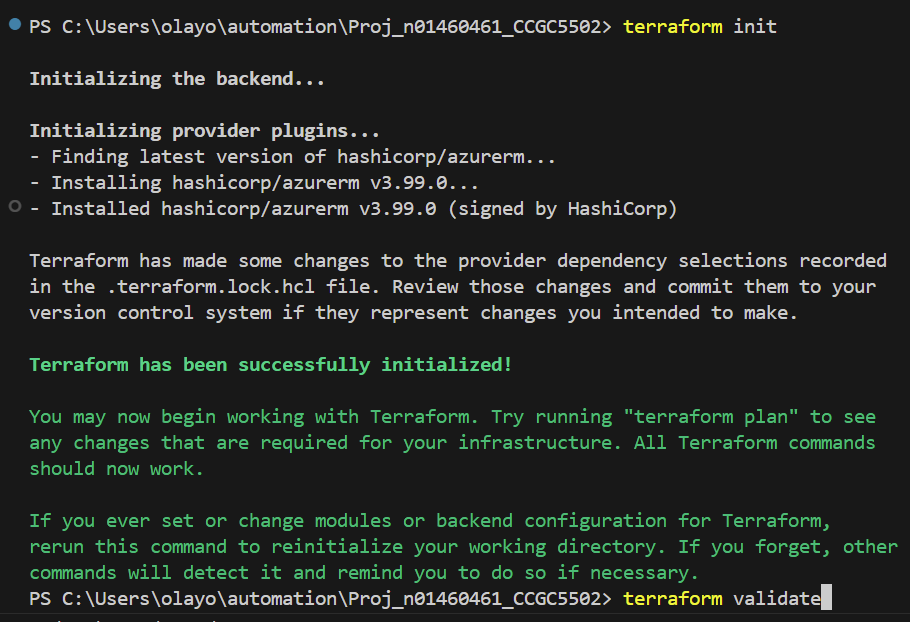 PS C:\Users\olayo\automation\Proj_n01460461_CCGC5502> terraform init
Initializing the backend...
Initializing provider plugins...
- Finding latest version of hashicorp/azurerm...
- Installing hashicorp/azurerm v3.99.0...
- Installed hashicorp/azurerm v3.99.0 (signed by HashiCorp)
Terraform has made some changes to the provider dependency selections recorded
in the .terraform.lock.hcl file. Review those changes and commit them to your
version control system if they represent changes you intended to make.
Terraform has been successfully initialized!
You may now begin working with Terraform. Try running "terraform plan" to see
any changes that are required for your infrastructure. All Terraform commands
should now work.
If you ever set or change modules or backend configuration for Terraform,
rerun this command to reinitialize your working directory. If you forget, other
commands will detect it and remind you to do so if necessary.
PS C:\Users\olayo\automation\Proj_n01460461_CCGC5502> terraform validate